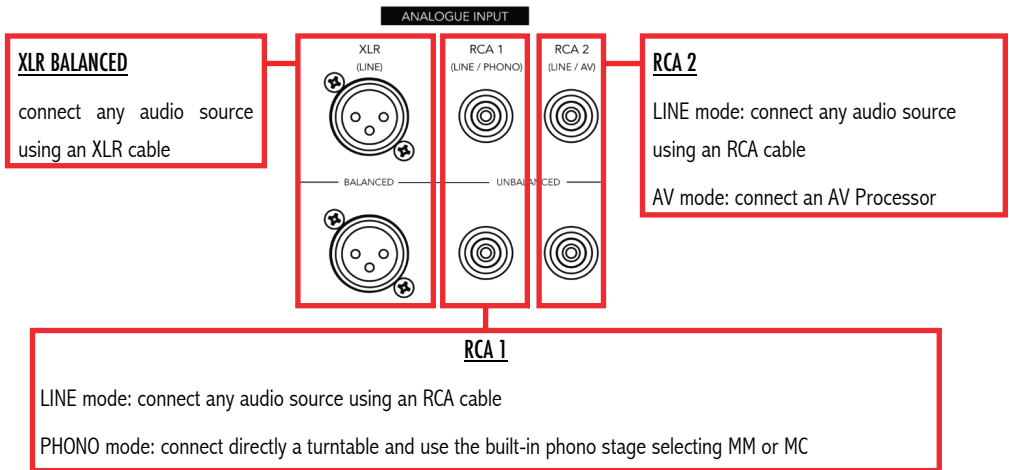 ANALOGUE INPUT
XLR BALANCED
connect any audio source
using an XLR cable
XLR
(LINE)
RCA 1
(LINE / PHONO)
RCA 2
(LINE / AV)
BALANCED
UNBALANCED
RCA 2
LINE mode: connect any audio source
using an RCA cable
AV mode: connect an AV Processor
RCA 1
LINE mode: connect any audio source using an RCA cable
PHONO mode: connect directly a turntable and use the built-in phono stage selecting MM or MC